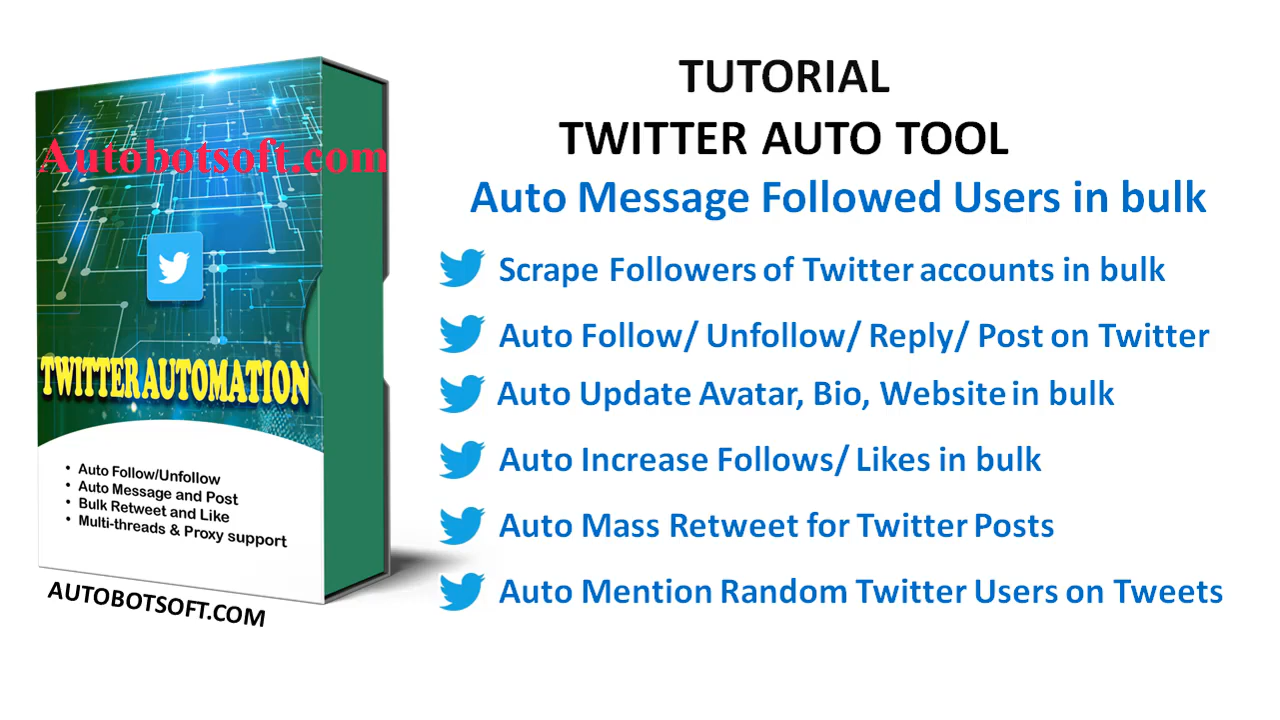 TUTORIAL
TWITTER AUTO TOOL
Auto Message Followed Users in bulk
Scrape Followers of Twitter accounts in bulk
Auto Follow/ Unfollow/ Reply/ Post on Twitter
Auto Update Avatar, Bio, Website in bulk
Auto Increase Follows/ Likes in bulk
Auto Mass Retweet for Twitter Posts
Auto Mention Random Twitter Users on Tweets
Autobotsoft.com
TWITTER AUTOMATION
• Auto Follow/Unfollow
• Auto Message and Post
• Bulk Retweet and Like
• Multi-threads & Proxy support
AUTOBOTSOFT.COM